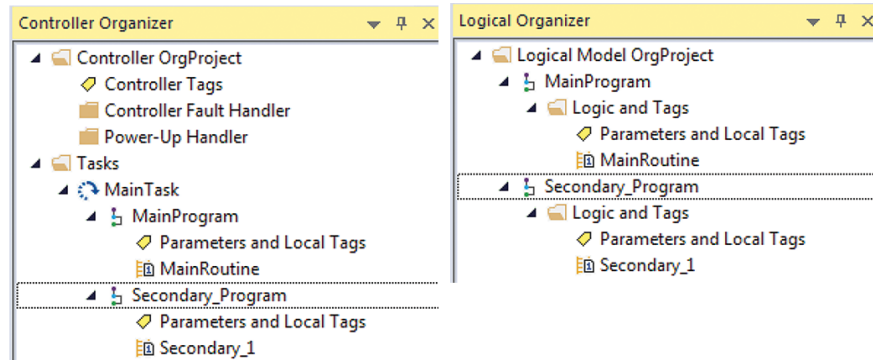 Controller Organizer
Controller OrgProject
Controller Tags
Controller Fault Handler
Power-Up Handler
Tasks
MainTask
MainProgram
Parameters and Local Tags
MainRoutine
Secondary_Program
Parameters and Local Tags
Secondary_1
Logical Organizer
Logical Model OrgProject
MainProgram
Logic and Tags
Parameters and Local Tags
MainRoutine
Secondary_Program
Logic and Tags
Parameters and Local Tags
Secondary_1